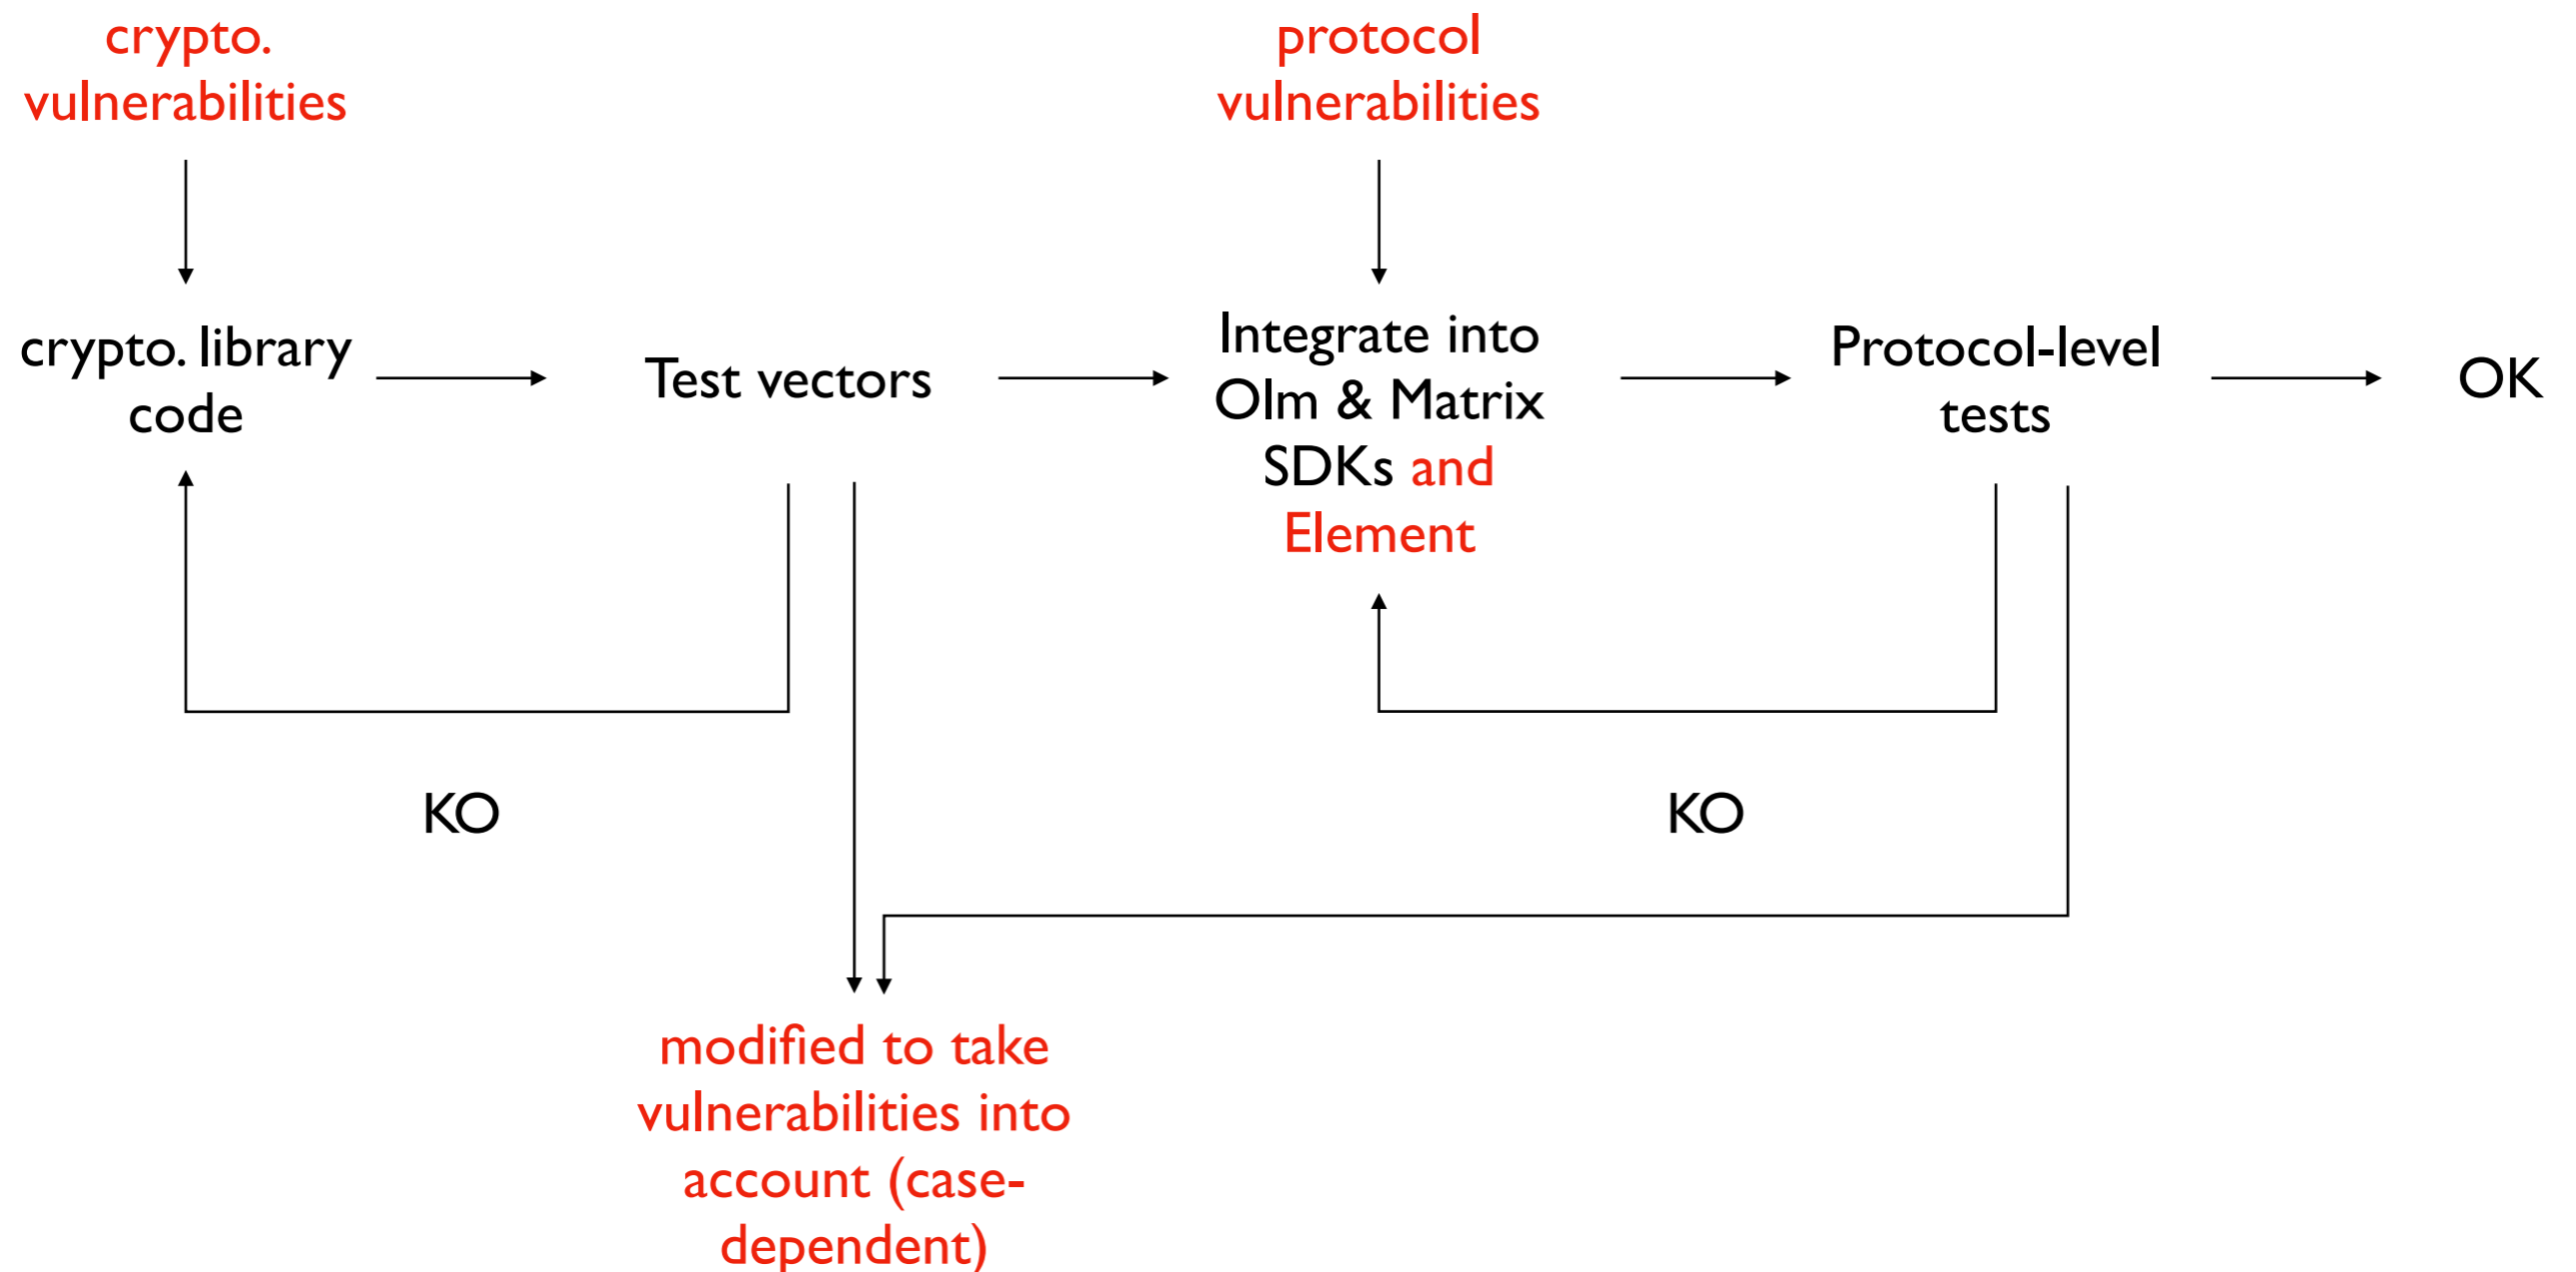 crypto.
vulnerabilities
protocol
vulnerabilities
crypto. library
code
Test vectors
Integrate into
Olm & Matrix
SDKs and
Element
Protocol-level
tests
OK
KO
KO
modified to take
vulnerabilities into
account (case-
dependent)